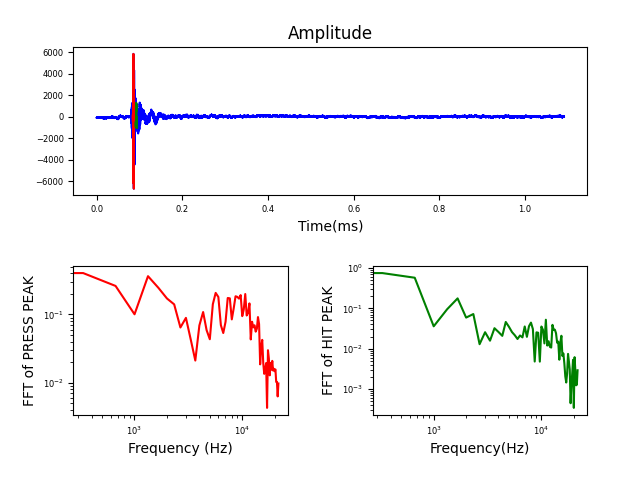 Amplitude
6000
4000
2000
0
−2000
−4000
−6000
0.0 0.2 0.4 0.6 0.8 1.0
Time(ms)
FFT of PRESS PEAK
10⁻¹
10⁻²
10³ 10⁴
Frequency (Hz)
FFT of HIT PEAK
10⁰
10⁻¹
10⁻²
10⁻³
10³ 10⁴
Frequency(Hz)